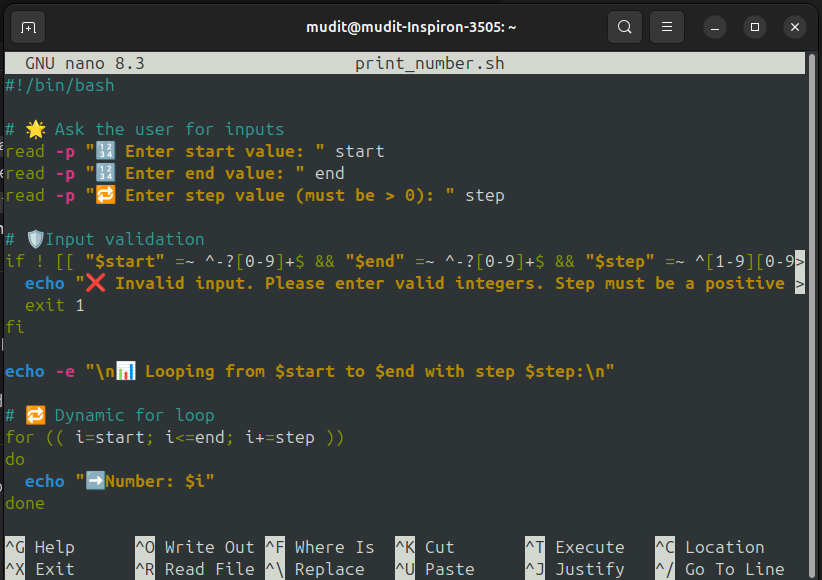 mudit@mudit-Inspiron-3505: ~
GNU nano 8.3 print_number.sh
#!/bin/bash

# 🌟 Ask the user for inputs
read -p "🔢 Enter start value: " start
read -p "🔢 Enter end value: " end
read -p "🔁 Enter step value (must be > 0): " step

# 🛡️Input validation
if ! [[ "$start" =~ ^-?[0-9]+$ && "$end" =~ ^-?[0-9]+$ && "$step" =~ ^[1-9][0-9>
  echo "❌ Invalid input. Please enter valid integers. Step must be a positive >
  exit 1
fi

echo -e "\n📊 Looping from $start to $end with step $step:\n"

# 🔁 Dynamic for loop
for (( i=start; i<=end; i+=step ))
do
  echo "➡️Number: $i"
done

^G Help ^O Write Out ^F Where Is ^K Cut ^T Execute ^C Location
^X Exit ^R Read File ^\ Replace ^U Paste ^J Justify ^/ Go To Line